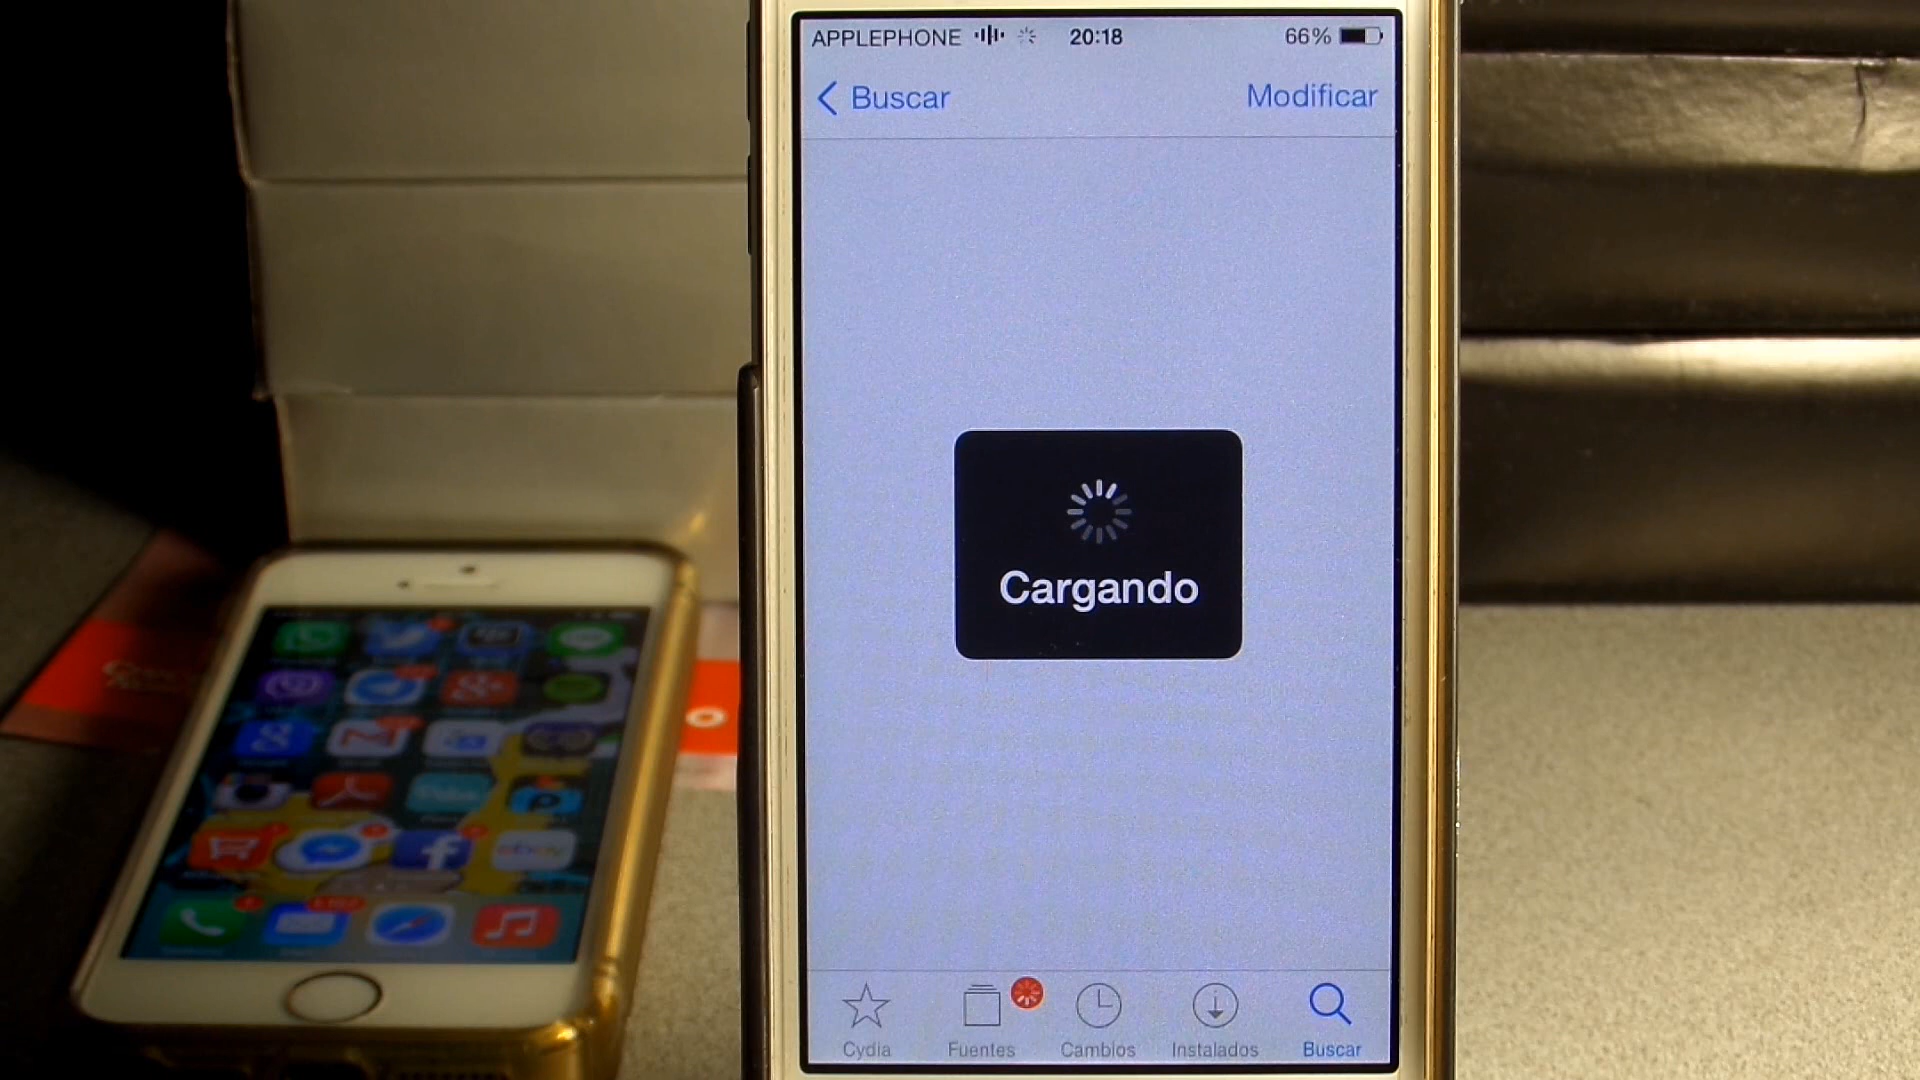 APPLEPHONE 20:18 66%
Buscar Modificar
Cargando
Cydia Fuentes Cambios Instalados Buscar